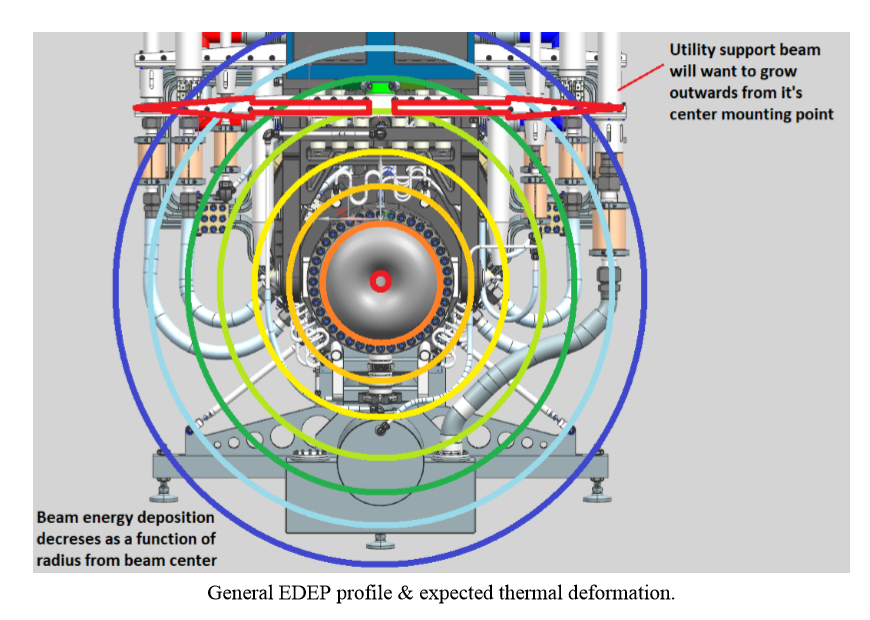 Utility support beam
will want to grow
outwards from it's
center mounting point
Beam energy deposition
decreses as a function of
radius from beam center
General EDEP profile & expected thermal deformation.